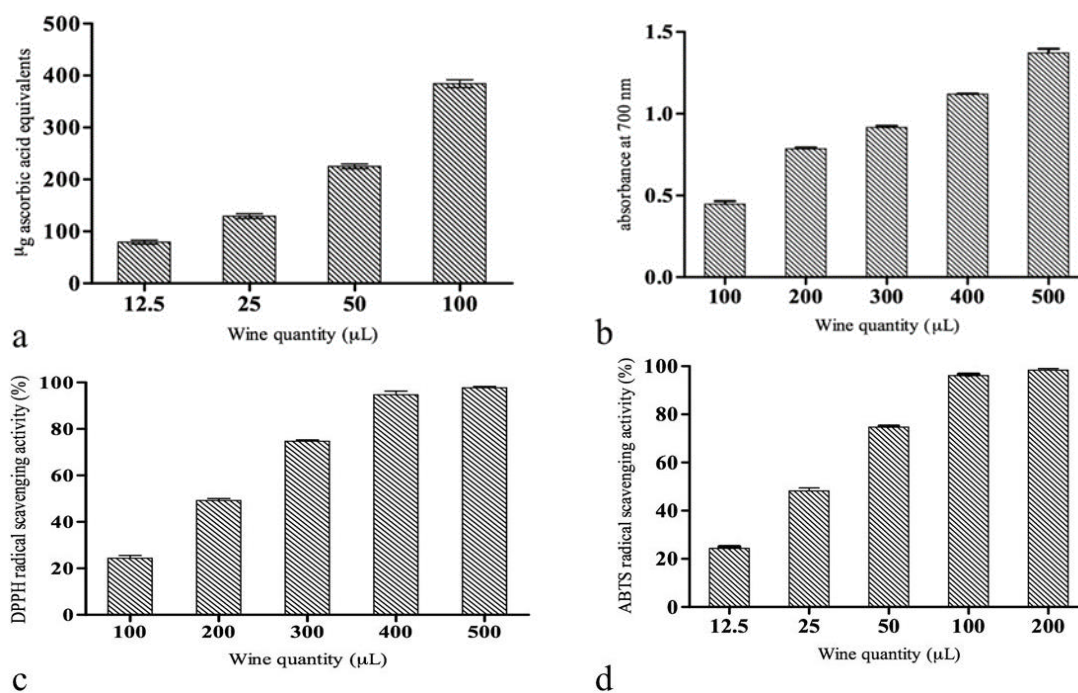 μg ascorbic acid equivalents
500
400
300
200
100
0
12.5 25 50 100
Wine quantity (μL)
a
absorbance at 700 nm
1.5
1.0
0.5
0.0
100 200 300 400 500
Wine quantity (μL)
b
DPPH radical scavenging activity (%)
100
80
60
40
20
0
100 200 300 400 500
Wine quantity (μL)
c
ABTS radical scavenging activity (%)
100
80
60
40
20
0
12.5 25 50 100 200
Wine quantity (μL)
d